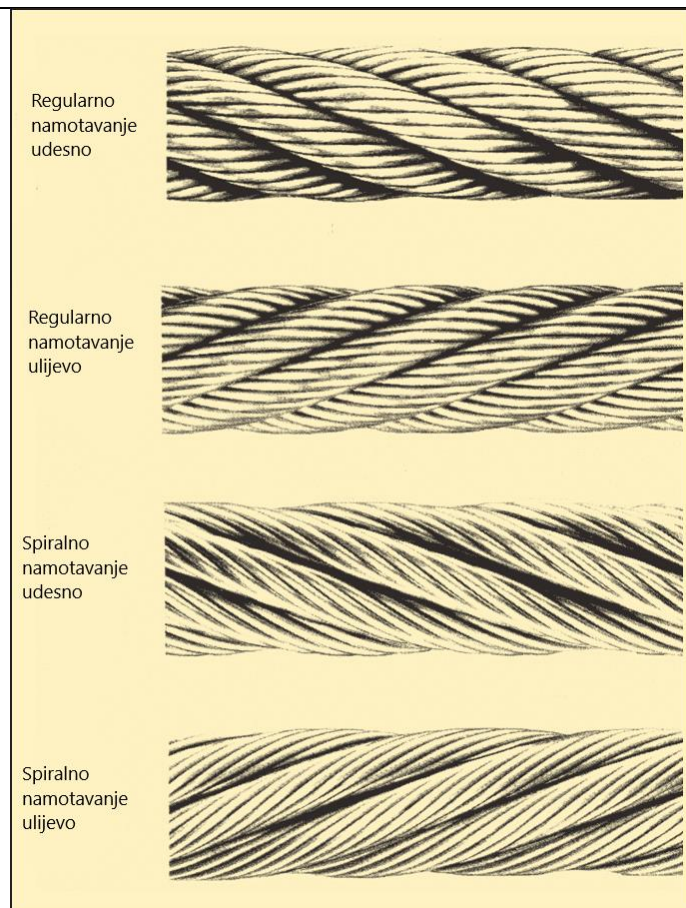 Regularno
namotavanje
udesno
Regularno
namotavanje
ulijevo
Spiralno
namotavanje
udesno
Spiralno
namotavanje
ulijevo